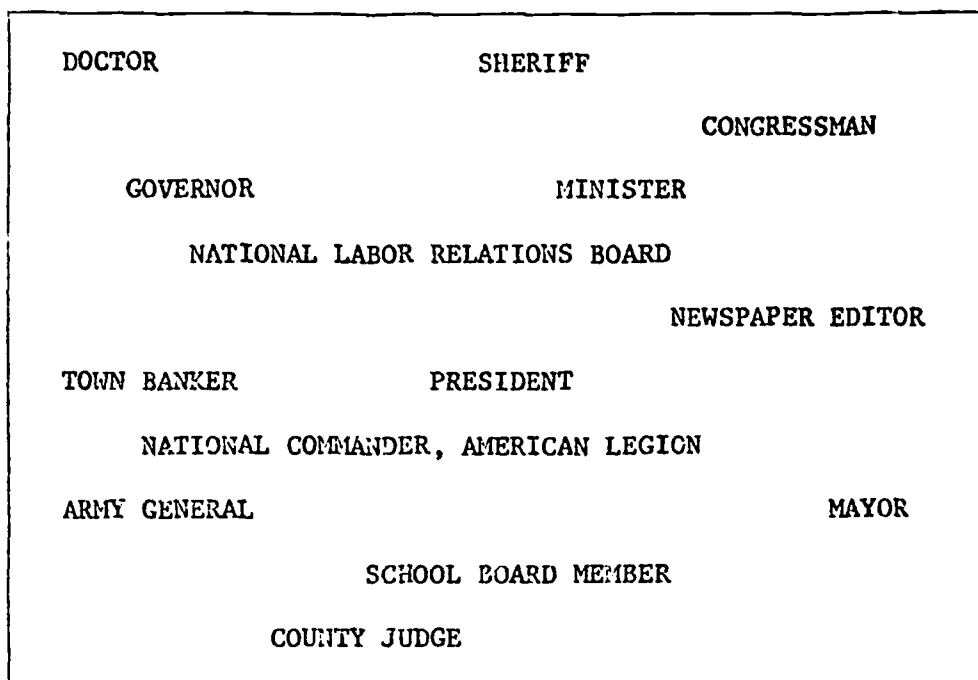 DOCTOR SHERIFF
CONGRESSMAN
GOVERNOR MINISTER
NATIONAL LABOR RELATIONS BOARD
NEWSPAPER EDITOR
TOWN BANKER PRESIDENT
NATIONAL COMMANDER, AMERICAN LEGION
ARMY GENERAL MAYOR
SCHOOL BOARD MEMBER
COUNTY JUDGE